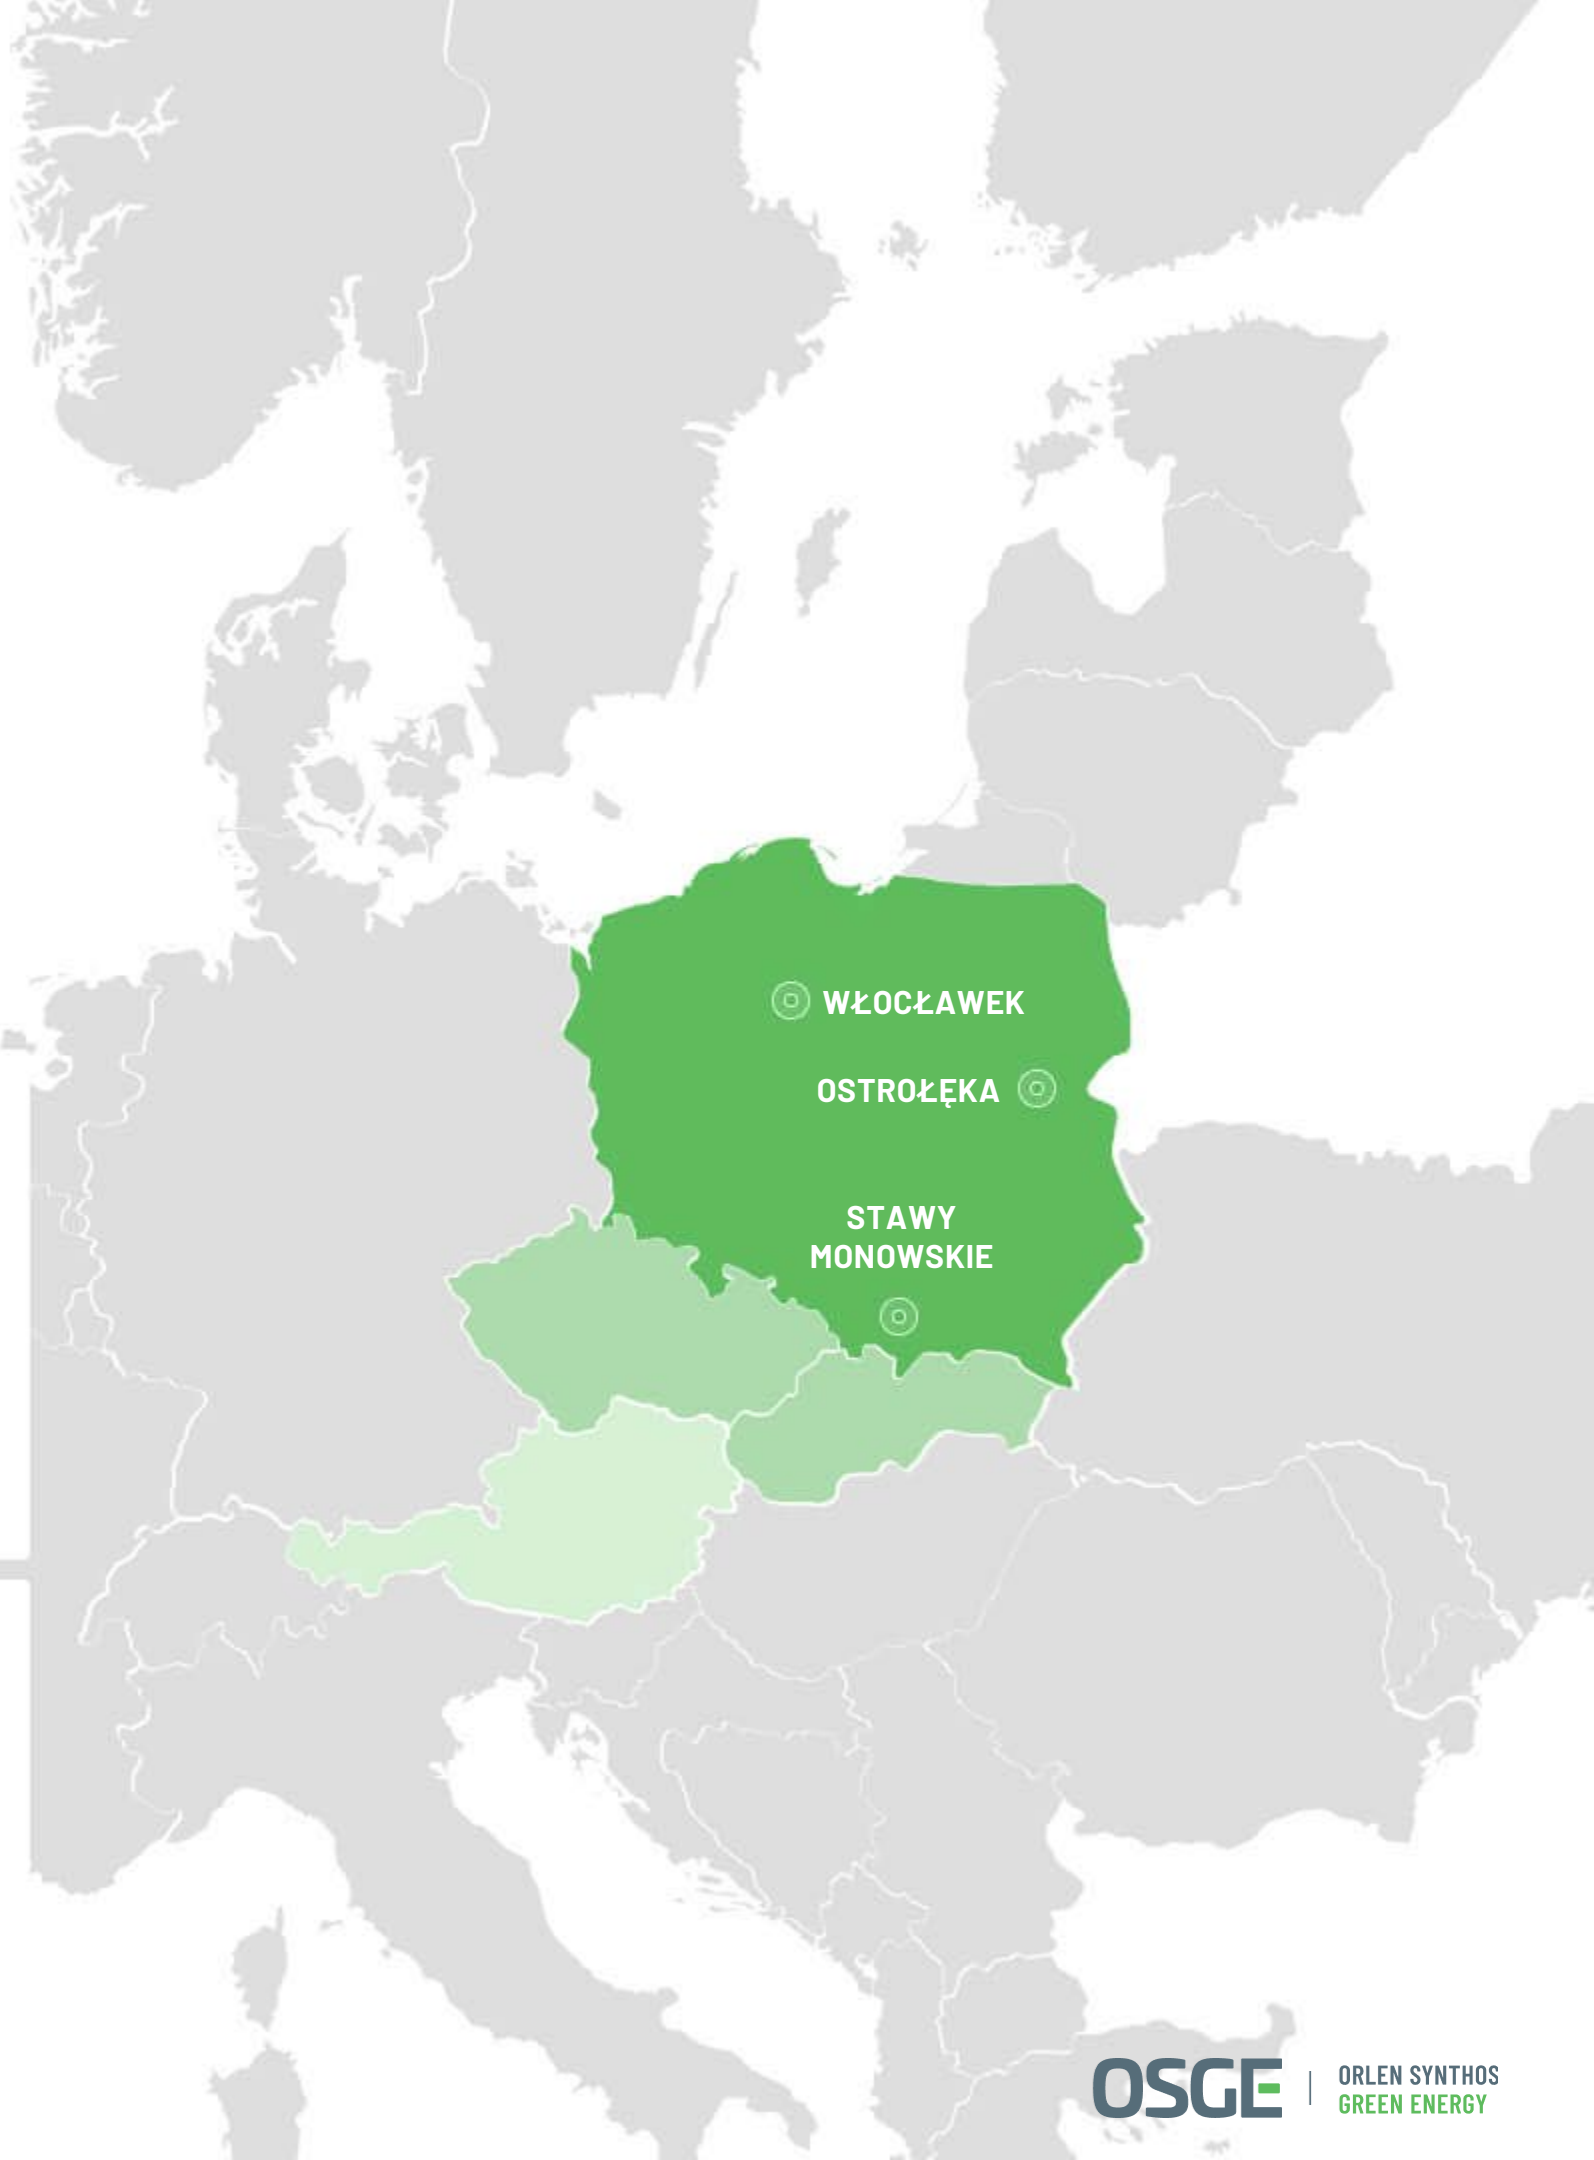 WŁOCŁAWEK
OSTROŁĘKA
STAWY
MONOWSKIE
OSGE
ORLEN SYNTHOS
GREEN ENERGY